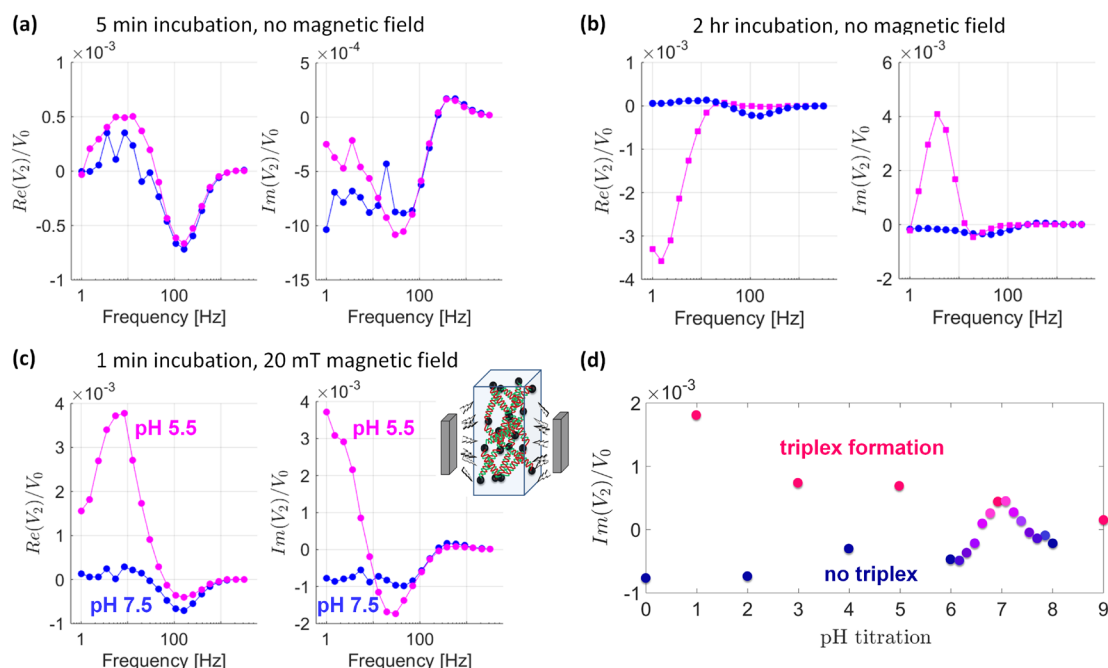 (a) 5 min incubation, no magnetic field
×10⁻³
1
0.5
0
-0.5
-1
Re(V₂)/V₀
1 100
Frequency [Hz]
×10⁻⁴
5
0
-5
-10
-15
Im(V₂)/V₀
1 100
Frequency [Hz]
(b) 2 hr incubation, no magnetic field
×10⁻³
1
0
-1
-2
-3
-4
Re(V₂)/V₀
1 100
Frequency [Hz]
×10⁻³
6
4
2
0
-2
Im(V₂)/V₀
1 100
Frequency [Hz]
(c) 1 min incubation, 20 mT magnetic field
×10⁻³
4
3
2
1
0
-1
Re(V₂)/V₀
pH 5.5
pH 7.5
1 100
Frequency [Hz]
×10⁻³
4
3
2
1
0
-1
-2
Im(V₂)/V₀
pH 5.5
pH 7.5
1 100
Frequency [Hz]
(d)
×10⁻³
2
1
0
-1
Im(V₂)/V₀
triplex formation
no triplex
0 1 2 3 4 5 6 7 8 9
pH titration